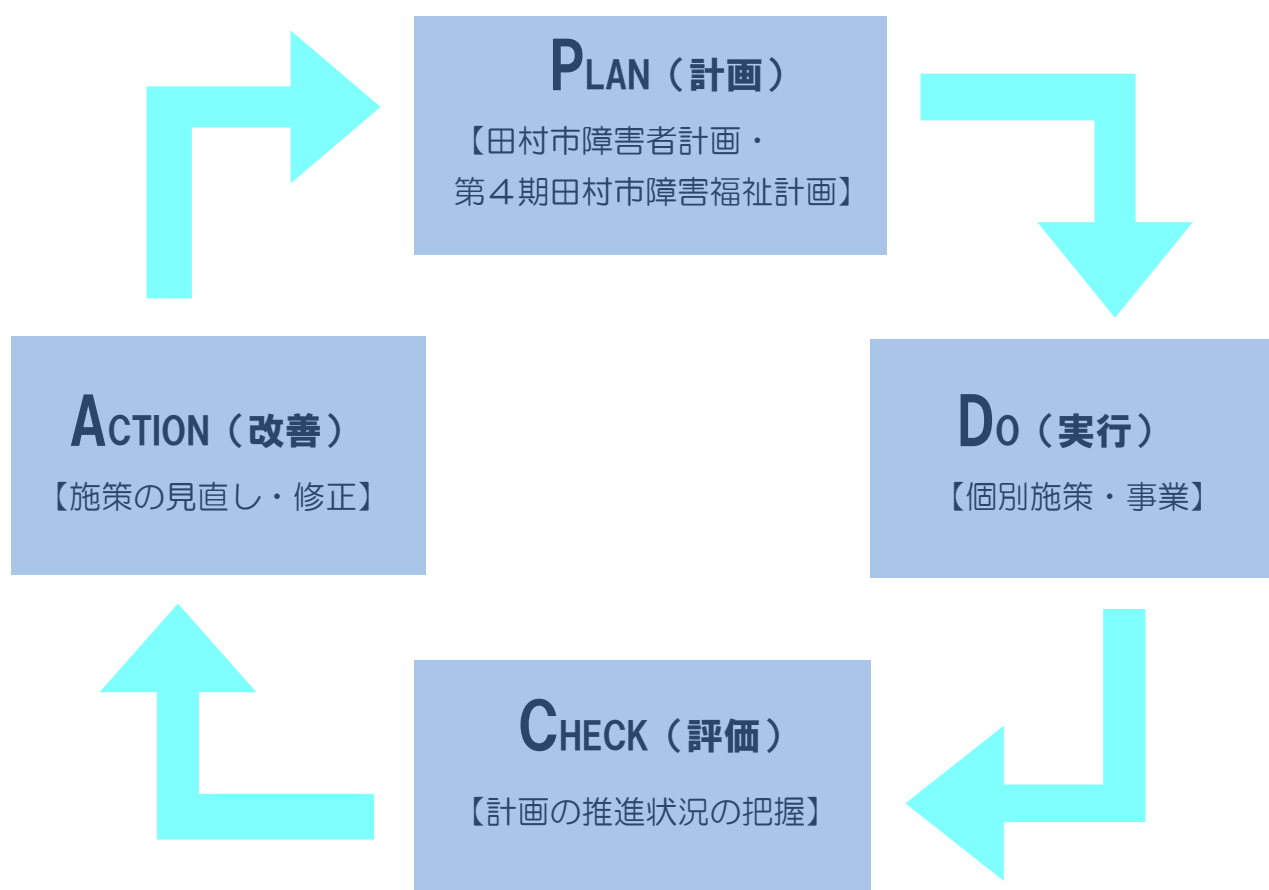 PLAN（計画）
【田村市障害者計画・
第４期田村市障害福祉計画】
ACTION（改善）
【施策の見直し・修正】
DO（実行）
【個別施策・事業】
CHECK（評価）
【計画の推進状況の把握】